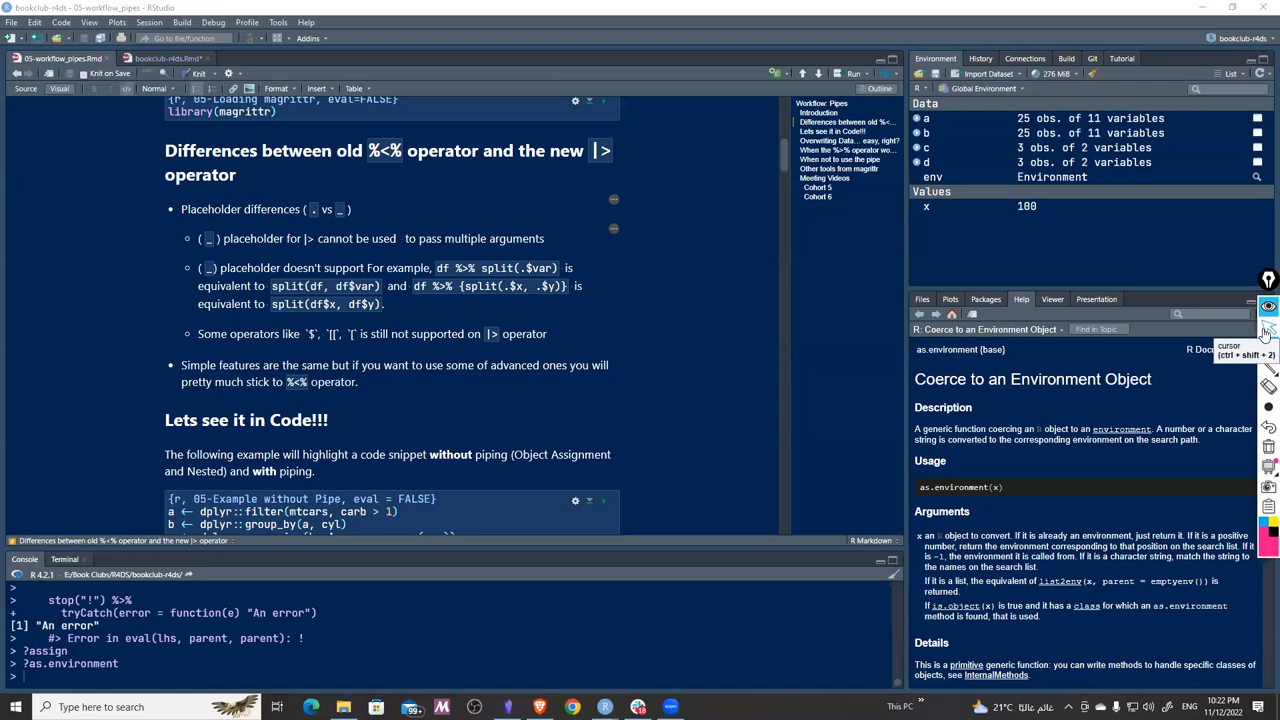 bookclub-r4ds - 05-workflow_pipes - RStudio
File Edit Code View Plots Session Build Debug Profile Tools Help
Go to file/function Addins bookclub-r4ds
05-workflow_pipes.Rmd bookclub-r4ds.Rmd*
Knit on Save Knit Run
Source Visual Normal Format Insert Table Outline
{r, 05-Loading magrittr, eval=FALSE}
library(magrittr)
Differences between old %<% operator and the new |>
operator
Placeholder differences ( . vs _ )
( _ ) placeholder for |> cannot be used to pass multiple arguments
( _ ) placeholder doesn't support For example, df %>% split(.$var) is
equivalent to split(df, df$var) and df %>% {split(.$x, .$y)} is
equivalent to split(df$x, df$y).
Some operators like `$`, `[[`, `[` is still not supported on |> operator
Simple features are the same but if you want to use some of advanced ones you will
pretty much stick to %<% operator.
Lets see it in Code!!!
The following example will highlight a code snippet without piping (Object Assignment
and Nested) and with piping.
{r, 05-Example without Pipe, eval = FALSE}
a <- dplyr::filter(mtcars, carb > 1)
b <- dplyr::group_by(a, cyl)
Workflow: Pipes
Introduction
Differences between old %<...
Lets see it in Code!!!
Overwriting Data... easy, right?
When the %>% operator wo...
When not to use the pipe
Other tools from magrittr
Meeting Videos
Cohort 5
Cohort 6
Differences between old %<% operator and the new |> operator R Markdown
Console Terminal
R 4.2.1 E:/Book Clubs/R4DS/bookclub-r4ds/
>
> stop("!") %>%
+ tryCatch(error = function(e) "An error")
[1] "An error"
> #> Error in eval(lhs, parent, parent): !
> ?assign
> ?as.environment
>
Environment History Connections Build Git Tutorial
Import Dataset 276 MiB List
R Global Environment
Data
a 25 obs. of 11 variables
b 25 obs. of 11 variables
c 3 obs. of 2 variables
d 3 obs. of 2 variables
env Environment
Values
x 100
Files Plots Packages Help Viewer Presentation
R: Coerce to an Environment Object Find in Topic
as.environment {base} R Docu
cursor
(ctrl + shift + 2)
Coerce to an Environment Object
Description
A generic function coercing an R object to an environment. A number or a character
string is converted to the corresponding environment on the search path.
Usage
as.environment(x)
Arguments
x an R object to convert. If it is already an environment, just return it. If it is a positive
number, return the environment corresponding to that position on the search list. If it
is -1, the environment it is called from. If it is a character string, match the string to
the names on the search list.
If it is a list, the equivalent of list2env(x, parent = emptyenv()) is
returned.
If is.object(x) is true and it has a class for which an as.environment
method is found, that is used.
Details
This is a primitive generic function: you can write methods to handle specific classes of
objects, see InternalMethods.
Type here to search 99+ This PC 21°C غائم غالبا 10:22 PM
11/12/2022